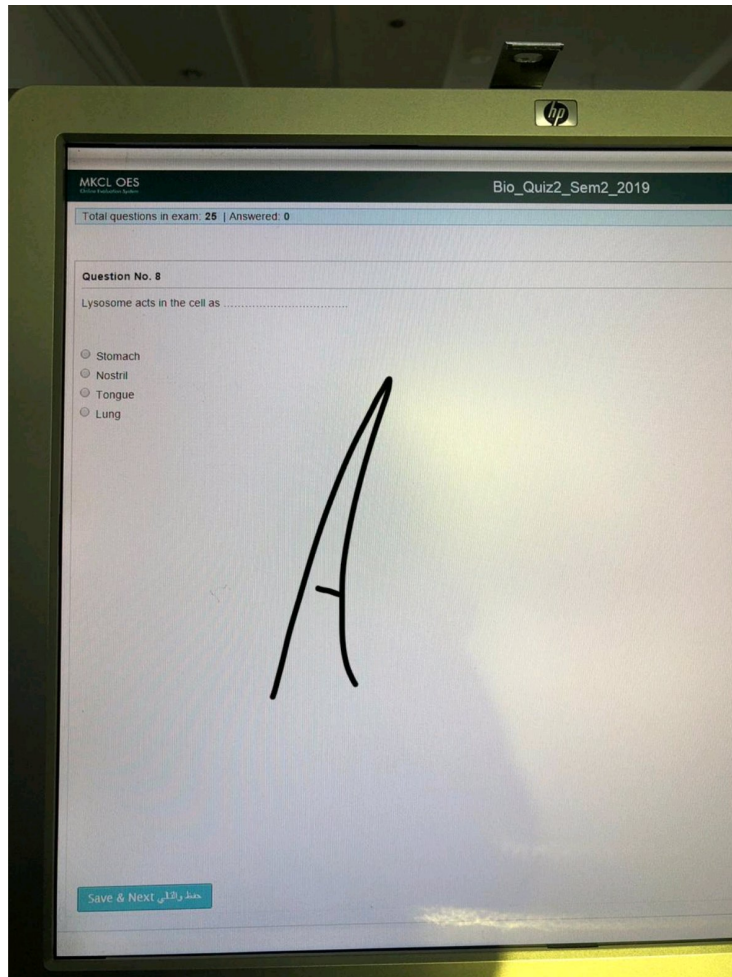 hp
MKCL OES
Online Evaluation System
Bio_Quiz2_Sem2_2019
Total questions in exam: 25 | Answered: 0
Question No. 8
Lysosome acts in the cell as ................................
Stomach
Nostril
Tongue
Lung
A
Save & Next حفظ والتالي